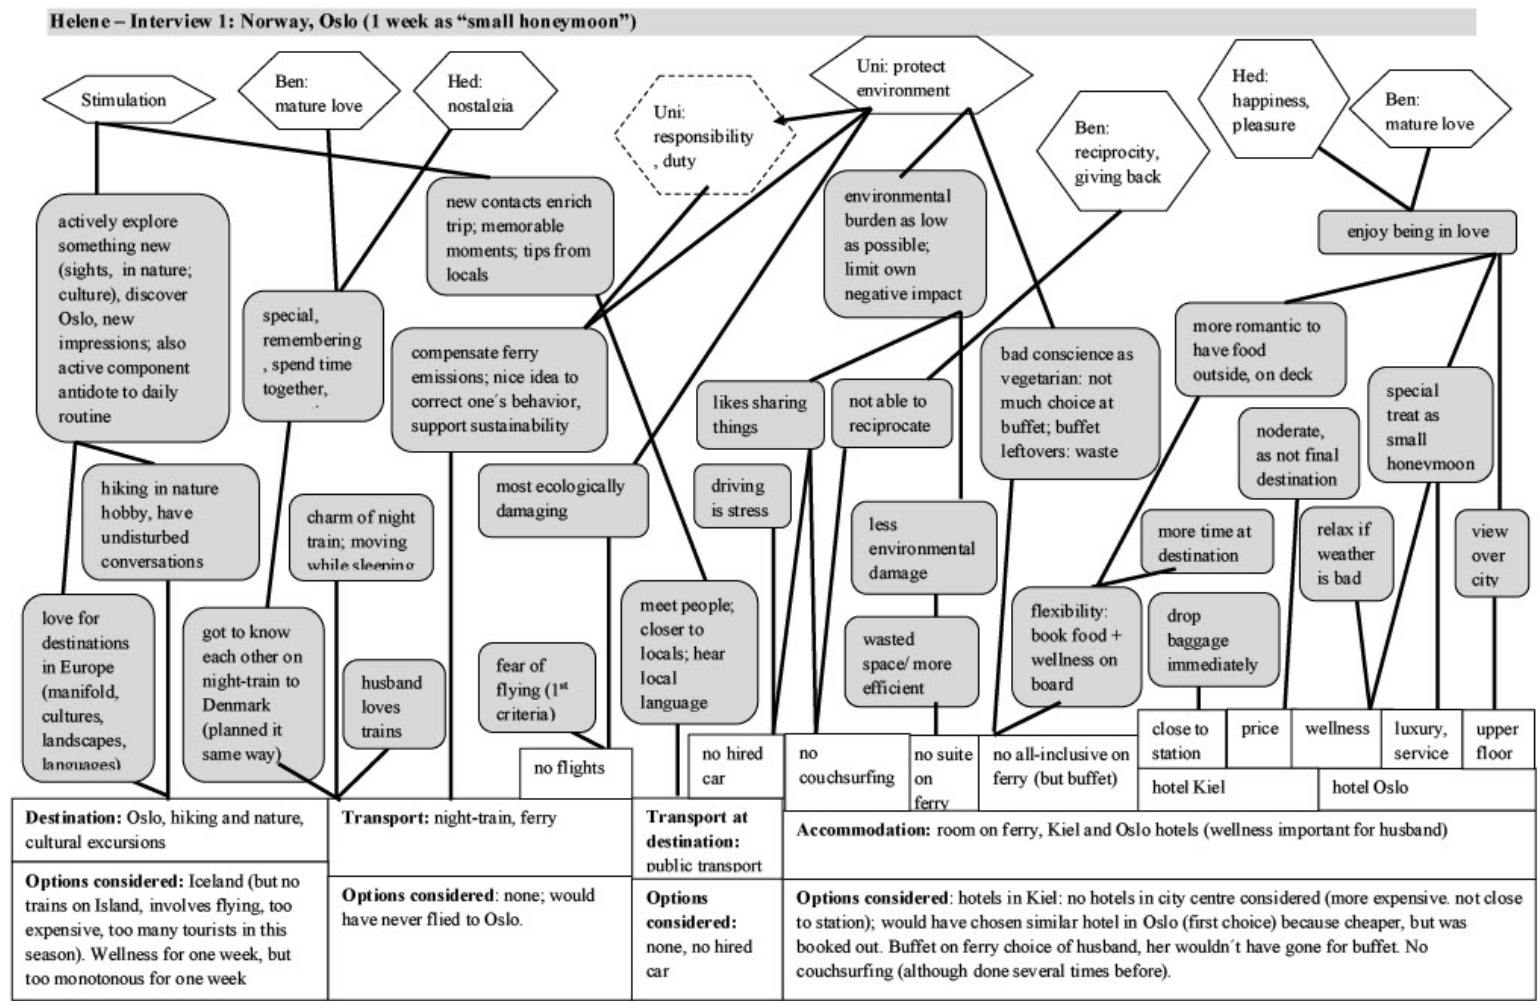 Helene – Interview 1: Norway, Oslo (1 week as “small honeymoon”)
Stimulation
Ben:
mature love
Hed:
nostalgia
Uni:
responsibility
, duty
Uni: protect
environment
Ben:
reciprocity,
giving back
Hed:
happiness,
pleasure
Ben:
mature love
actively explore
something new
(sights, in nature;
culture), discover
Oslo, new
impressions; also
active component
antidote to daily
routine
special,
remembering
, spend time
together,
new contacts enrich
trip; memorable
moments; tips from
locals
compensate ferry
emissions; nice idea to
correct one´s behavior,
support sustainability
environmental
burden as low
as possible;
limit own
negative impact
enjoy being in love
likes sharing
things
not able to
reciprocate
bad conscience as
vegetarian: not
much choice at
buffet; buffet
leftovers: waste
more romantic to
have food
outside, on deck
special
treat as
small
honeymoon
noderate,
as not final
destination
hiking in nature
hobby, have
undisturbed
conversations
charm of night
train; moving
while sleeping
most ecologically
damaging
driving
is stress
less
environmental
damage
more time at
destination
relax if
weather
is bad
view
over
city
love for
destinations
in Europe
(manifold,
cultures,
landscapes,
languages)
got to know
each other on
night-train to
Denmark
(planned it
same way)
husband
loves
trains
fear of
flying (1st
criteria)
meet people;
closer to
locals; hear
local
language
wasted
space/ more
efficient
flexibility:
book food +
wellness on
board
drop
baggage
immediately
no flights
no hired
car
no
couchsurfing
no suite
on
ferry
no all-inclusive on
ferry (but buffet)
close to
station
price
wellness
luxury,
service
upper
floor
hotel Kiel
hotel Oslo
Destination: Oslo, hiking and nature,
cultural excursions
Transport: night-train, ferry
Transport at
destination:
public transport
Accommodation: room on ferry, Kiel and Oslo hotels (wellness important for husband)
Options considered: Iceland (but no
trains on Island, involves flying, too
expensive, too many tourists in this
season). Wellness for one week, but
too monotonous for one week
Options considered: none; would
have never flied to Oslo.
Options
considered:
none, no hired
car
Options considered: hotels in Kiel: no hotels in city centre considered (more expensive. not close
to station); would have chosen similar hotel in Oslo (first choice) because cheaper, but was
booked out. Buffet on ferry choice of husband, her wouldn´t have gone for buffet. No
couchsurfing (although done several times before).